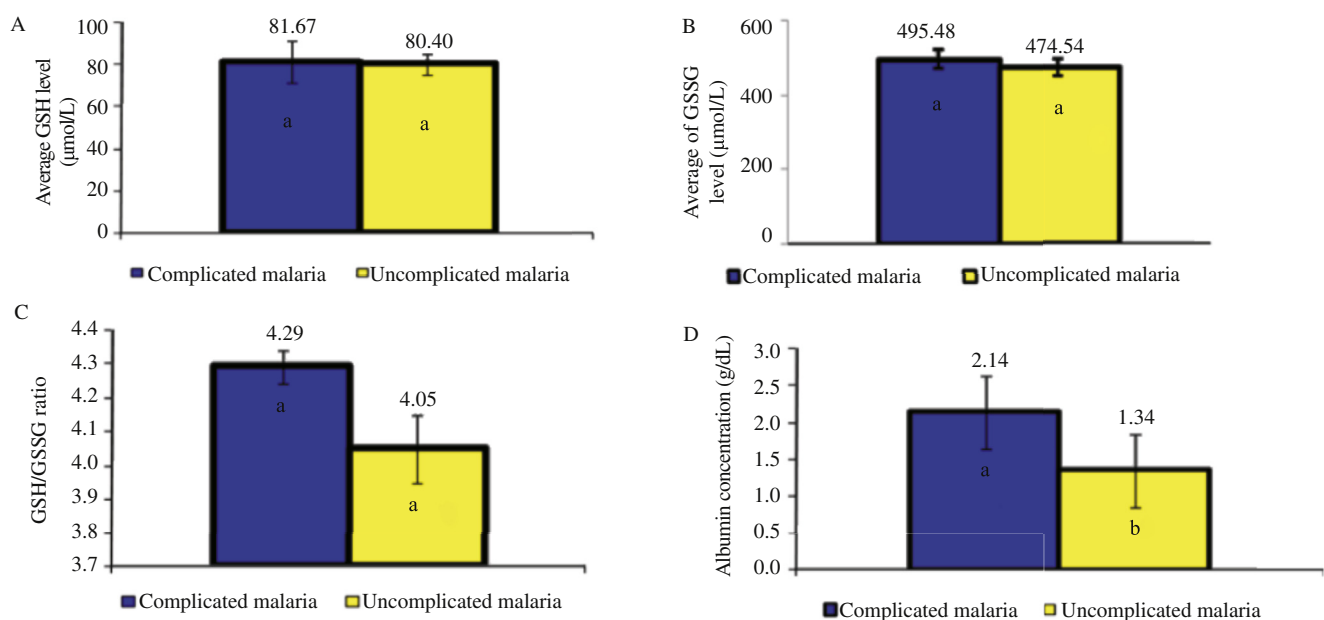 A
Average GSH level
(μmol/L)
100
80
60
40
20
0
81.67
80.40
a
a
Complicated malaria
Uncomplicated malaria
B
Average of GSSG
level (μmol/L)
600
400
200
0
495.48
474.54
a
a
Complicated malaria
Uncomplicated malaria
C
GSH/GSSG ratio
4.4
4.3
4.2
4.1
4.0
3.9
3.8
3.7
4.29
4.05
a
a
Complicated malaria
Uncomplicated malaria
D
Albumin concentration (g/dL)
3.0
2.5
2.0
1.5
1.0
0.5
0.0
2.14
1.34
a
b
Complicated malaria
Uncomplicated malaria